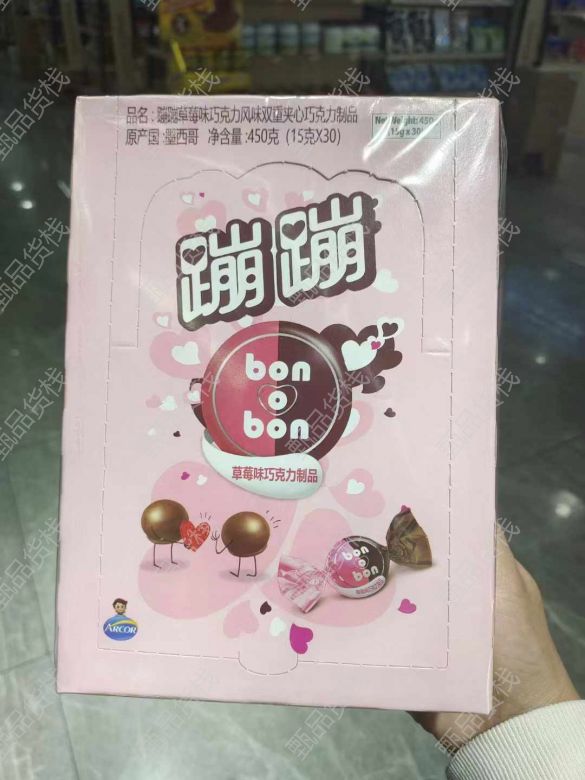 品名：蹦蹦草莓味巧克力风味双重夹心巧克力制品
原产国：墨西哥 净含量：450克（15克X30）
Net Weight: 450
(15g x 30)
蹦蹦
bon
o
bon
草莓味巧克力制品
bon
o
bon
ARCOR
甄品货栈